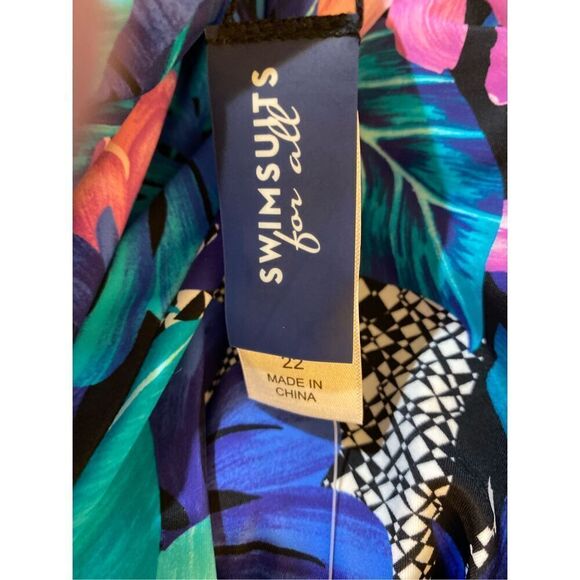 SWIMSUITS
for all
22
MADE IN
CHINA